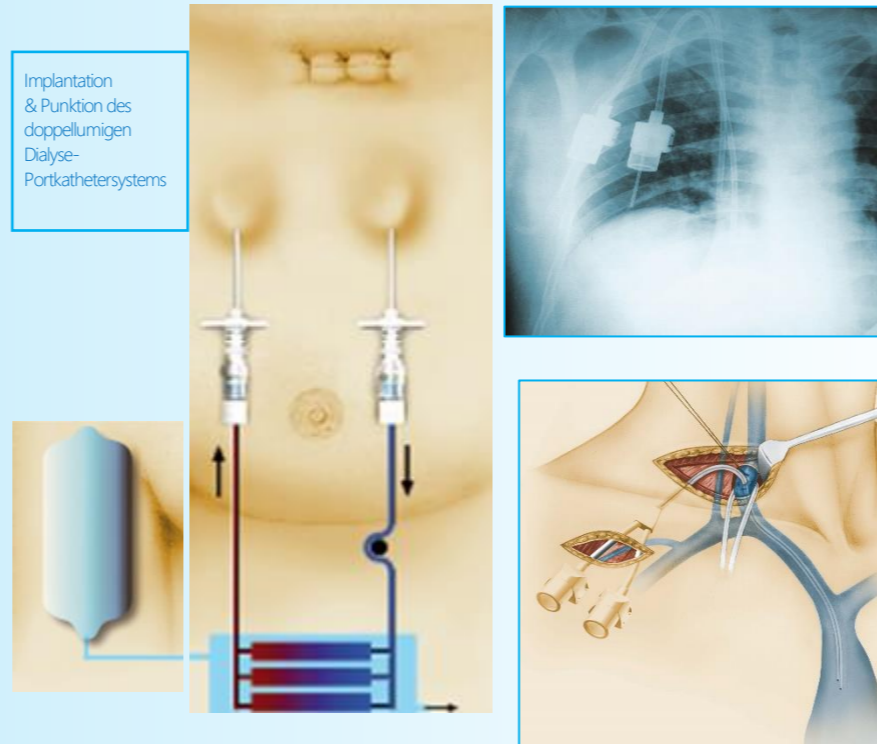 Implantation
& Punktion des
doppellumigen
Dialyse-
Portkathetersystems